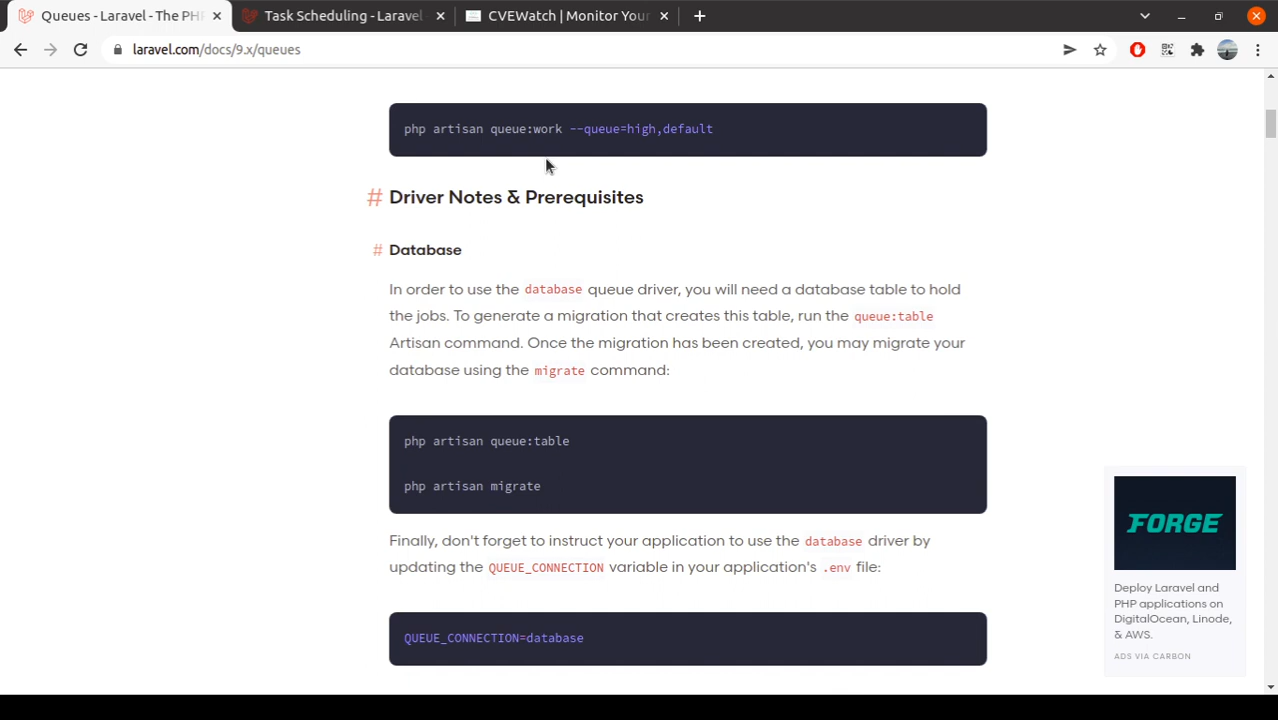 Queues - Laravel - The PHP
Task Scheduling - Laravel -
CVEWatch | Monitor Your
laravel.com/docs/9.x/queues
php artisan queue:work --queue=high,default
# Driver Notes & Prerequisites
# Database
In order to use the database queue driver, you will need a database table to hold
the jobs. To generate a migration that creates this table, run the queue:table
Artisan command. Once the migration has been created, you may migrate your
database using the migrate command:
php artisan queue:table
php artisan migrate
Finally, don't forget to instruct your application to use the database driver by
updating the QUEUE_CONNECTION variable in your application's .env file:
QUEUE_CONNECTION=database
FORGE
Deploy Laravel and
PHP applications on
DigitalOcean, Linode,
& AWS.
ADS VIA CARBON